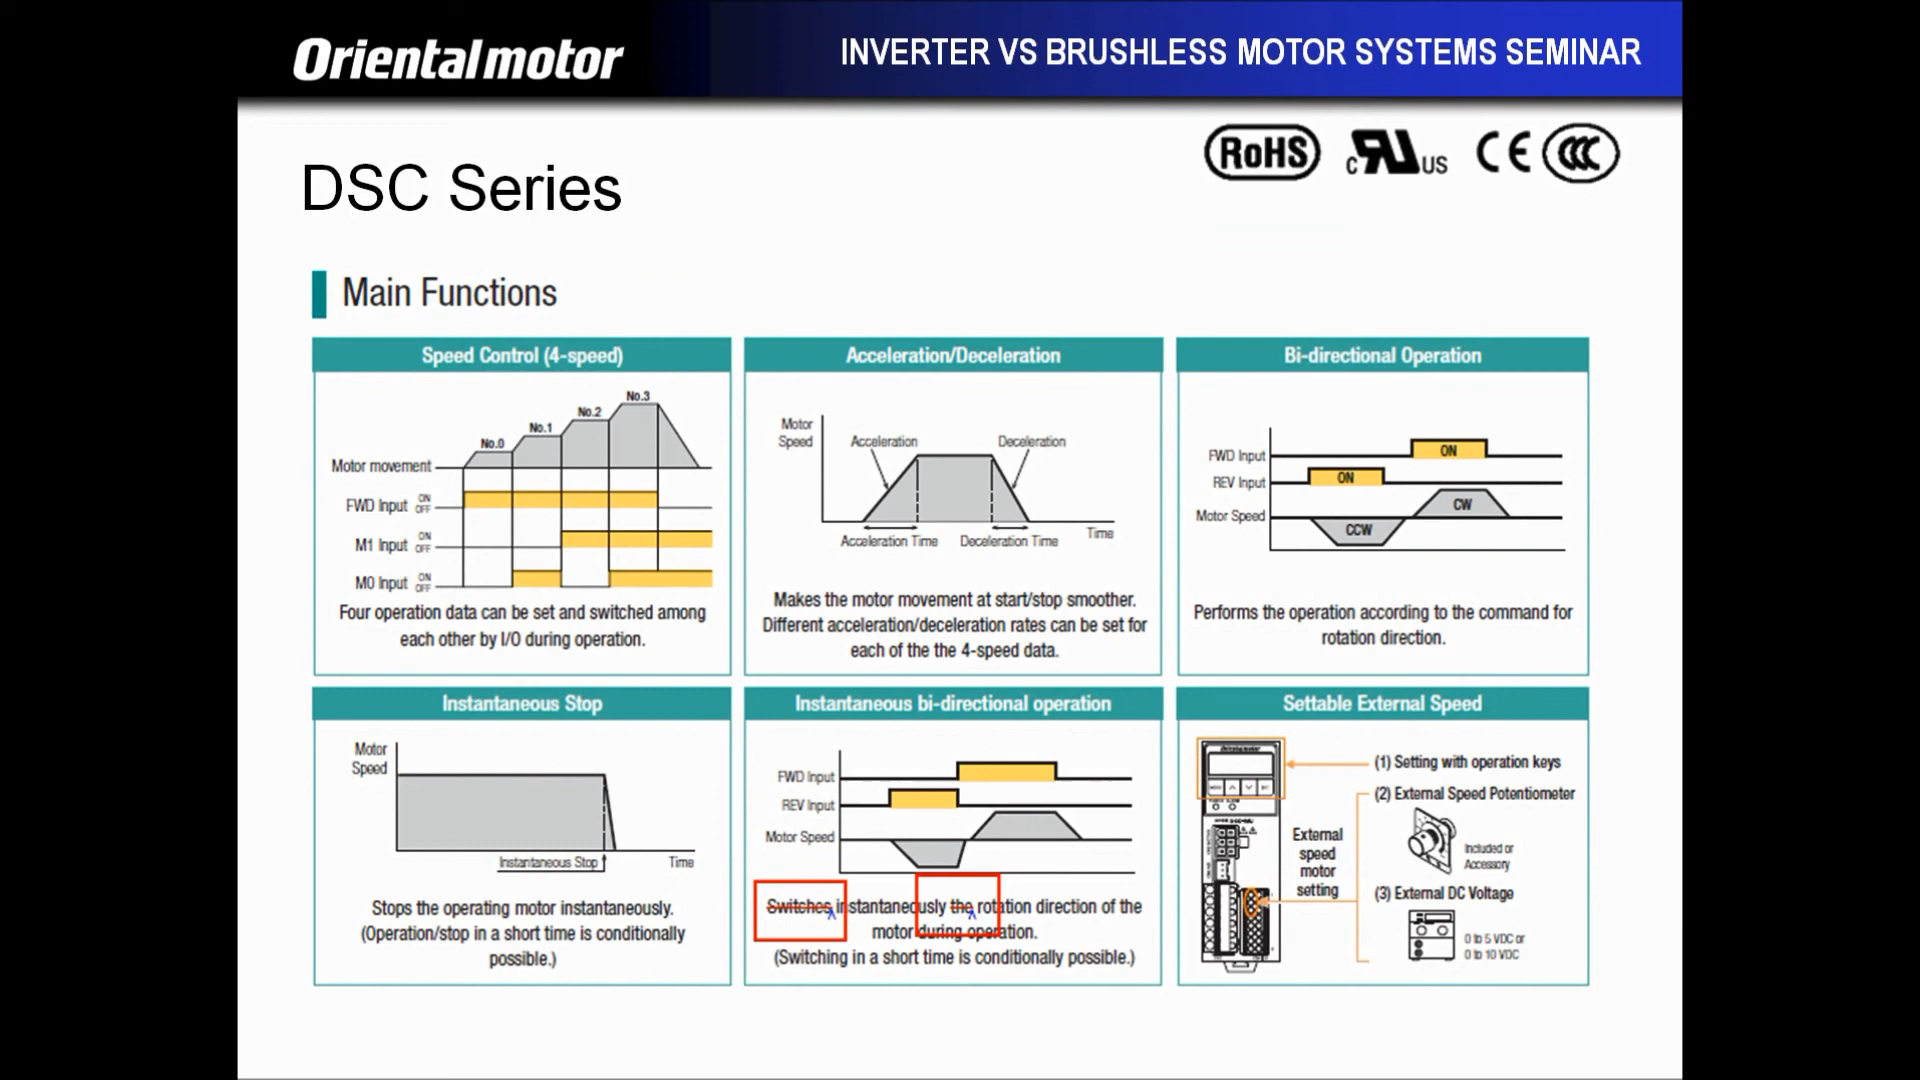 Orientalmotor
INVERTER VS BRUSHLESS MOTOR SYSTEMS SEMINAR
RoHS
c RU US CE CCC
DSC Series
Main Functions
Speed Control (4-speed)
No.3
No.2
No.1
No.0
Motor movement
FWD Input ON OFF
M1 Input ON OFF
M0 Input ON OFF
Four operation data can be set and switched among
each other by I/O during operation.
Acceleration/Deceleration
Motor
Speed
Acceleration
Deceleration
Time
Acceleration Time
Deceleration Time
Makes the motor movement at start/stop smoother.
Different acceleration/deceleration rates can be set for
each of the the 4-speed data.
Bi-directional Operation
FWD Input
ON
REV Input
ON
Motor Speed
CW
CCW
Performs the operation according to the command for
rotation direction.
Instantaneous Stop
Motor
Speed
Instantaneous Stop
Time
Stops the operating motor instantaneously.
(Operation/stop in a short time is conditionally
possible.)
Instantaneous bi-directional operation
FWD Input
REV Input
Motor Speed
Switches instantaneously the rotation direction of the
motor during operation.
(Switching in a short time is conditionally possible.)
Settable External Speed
Orientalmotor
(1) Setting with operation keys
(2) External Speed Potentiometer
Included or
Accessory
External
speed
motor
setting
(3) External DC Voltage
0 to 5 VDC or
0 to 10 VDC